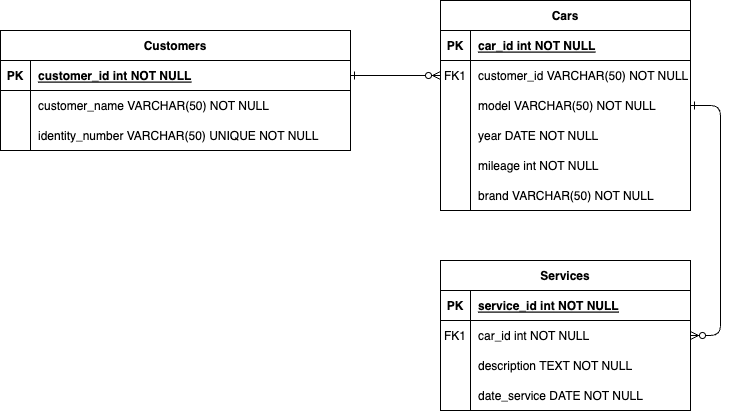 Customers
PK customer_id int NOT NULL
customer_name VARCHAR(50) NOT NULL
identity_number VARCHAR(50) UNIQUE NOT NULL
Cars
PK car_id int NOT NULL
FK1 customer_id VARCHAR(50) NOT NULL
model VARCHAR(50) NOT NULL
year DATE NOT NULL
mileage int NOT NULL
brand VARCHAR(50) NOT NULL
Services
PK service_id int NOT NULL
FK1 car_id int NOT NULL
description TEXT NOT NULL
date_service DATE NOT NULL